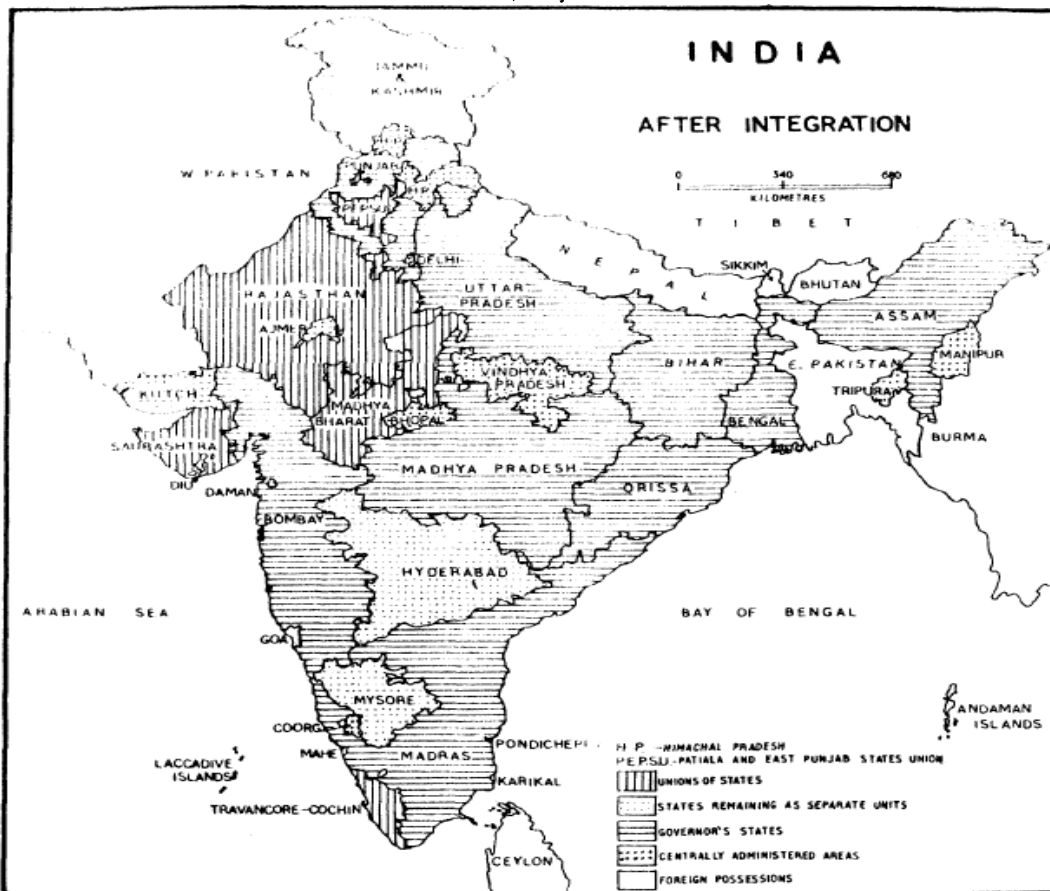 INDIA
AFTER INTEGRATION
0 340 680
KILOMETRES
JAMMU
&
KASHMIR
H.P.
PUNJAB
W. PAKISTAN
H.P.
P.E.P.S.U.
TIBET
NEPAL
SIKKIM
BHUTAN
DELHI
RAJASTHAN
UTTAR
PRADESH
ASSAM
AJMER
BIHAR
E. PAKISTAN
MANIPUR
VINDHYA
PRADESH
TRIPURA
KUTCH
MADHYA
BHARAT
BHOPAL
BENGAL
BURMA
SAURASHTRA
MADHYA PRADESH
DIU
DAMAN
ORISSA
BOMBAY
HYDERABAD
ARABIAN SEA
BAY OF BENGAL
GOA
MYSORE
ANDAMAN
ISLANDS
COORG
MAHE
MADRAS
LACCADIVE
ISLANDS
KARIKAL
TRAVANCORE-COCHIN
CEYLON
H P -HIMACHAL PRADESH
P.E.P.S.U.-PATIALA AND EAST PUNJAB STATES UNION
UNIONS OF STATES
STATES REMAINING AS SEPARATE UNITS
GOVERNOR'S STATES
CENTRALLY ADMINISTERED AREAS
FOREIGN POSSESSIONS